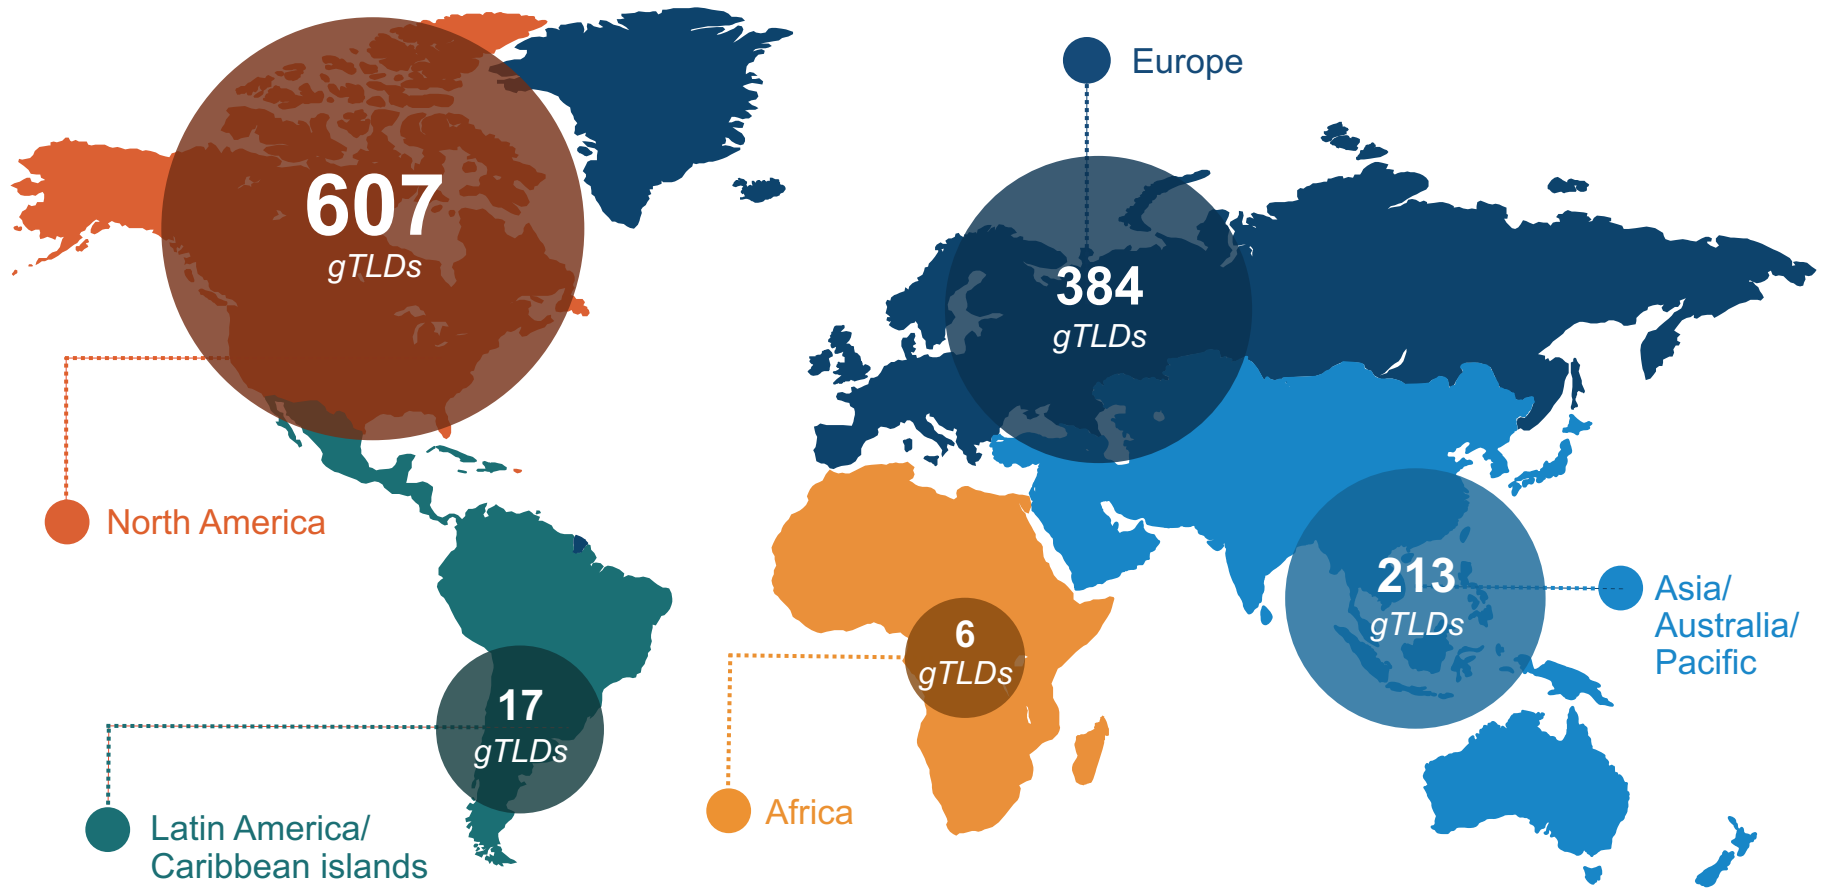 Europe
607
gTLDs
384
gTLDs
North America
213
gTLDs
Asia/
Australia/
Pacific
6
gTLDs
17
gTLDs
Africa
Latin America/
Caribbean islands